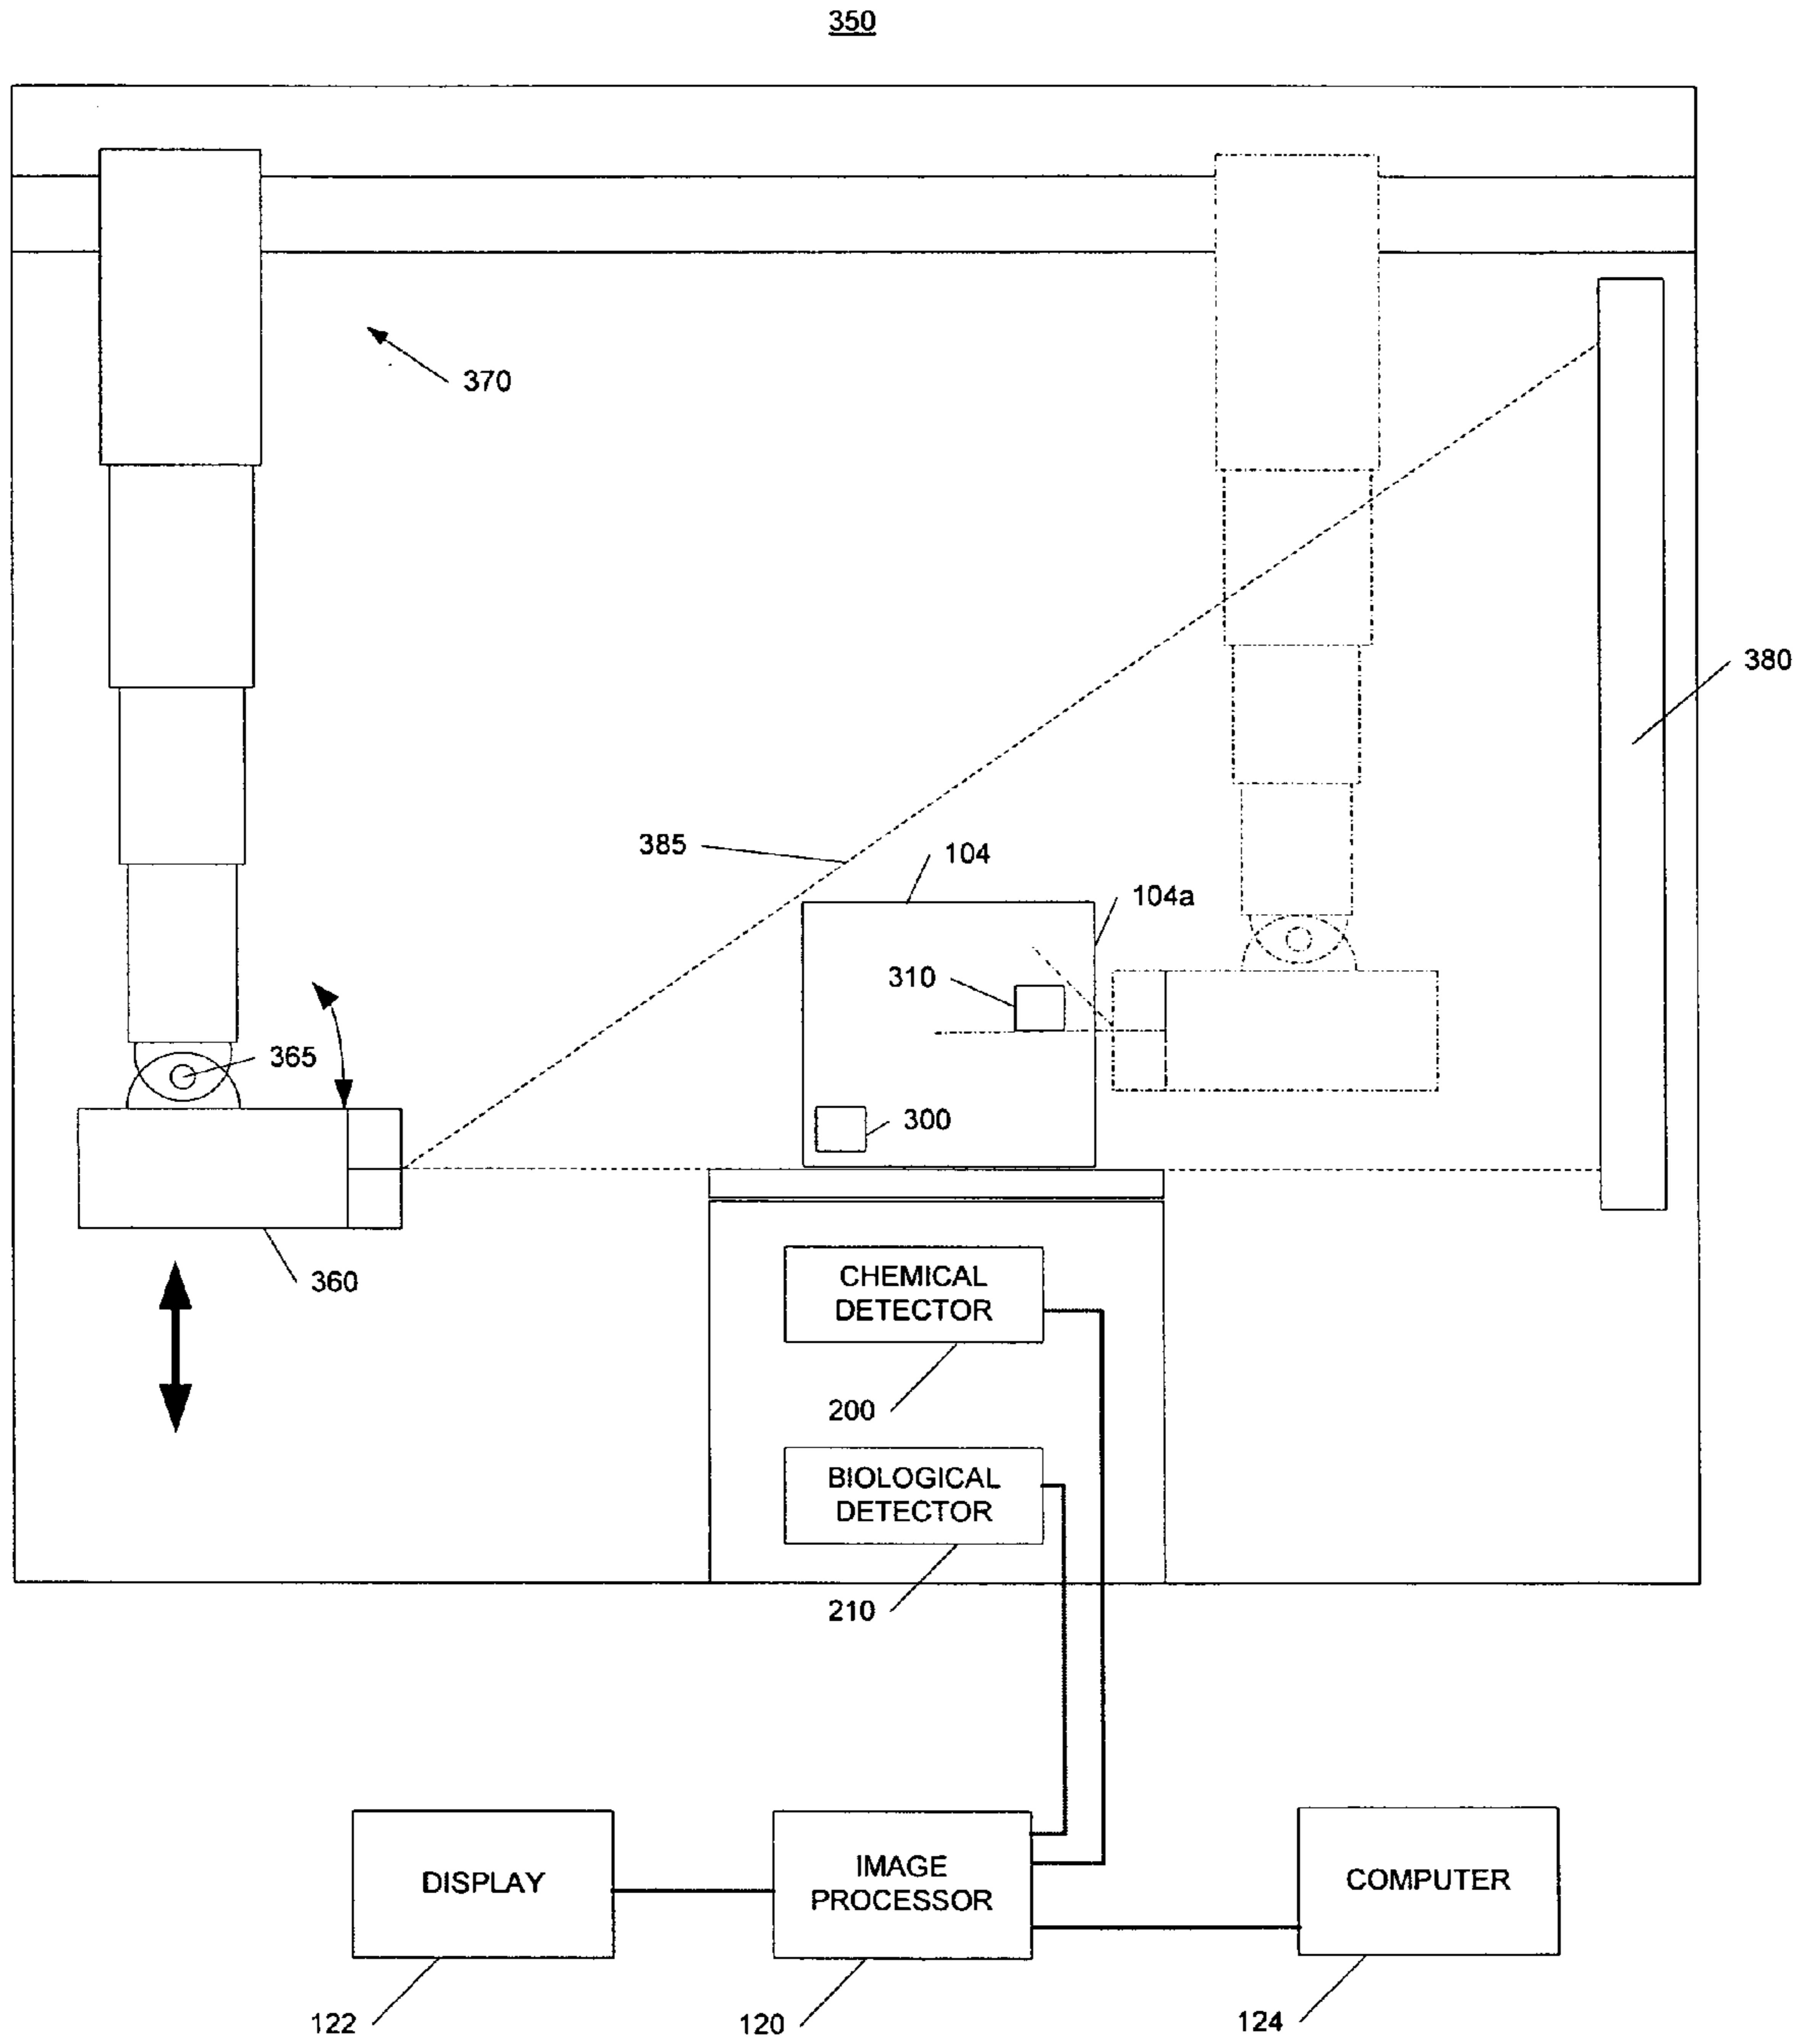 350
370
380
385
104
104a
310
365
300
360
CHEMICAL
DETECTOR
200
BIOLOGICAL
DETECTOR
210
DISPLAY
IMAGE
PROCESSOR
COMPUTER
122
120
124